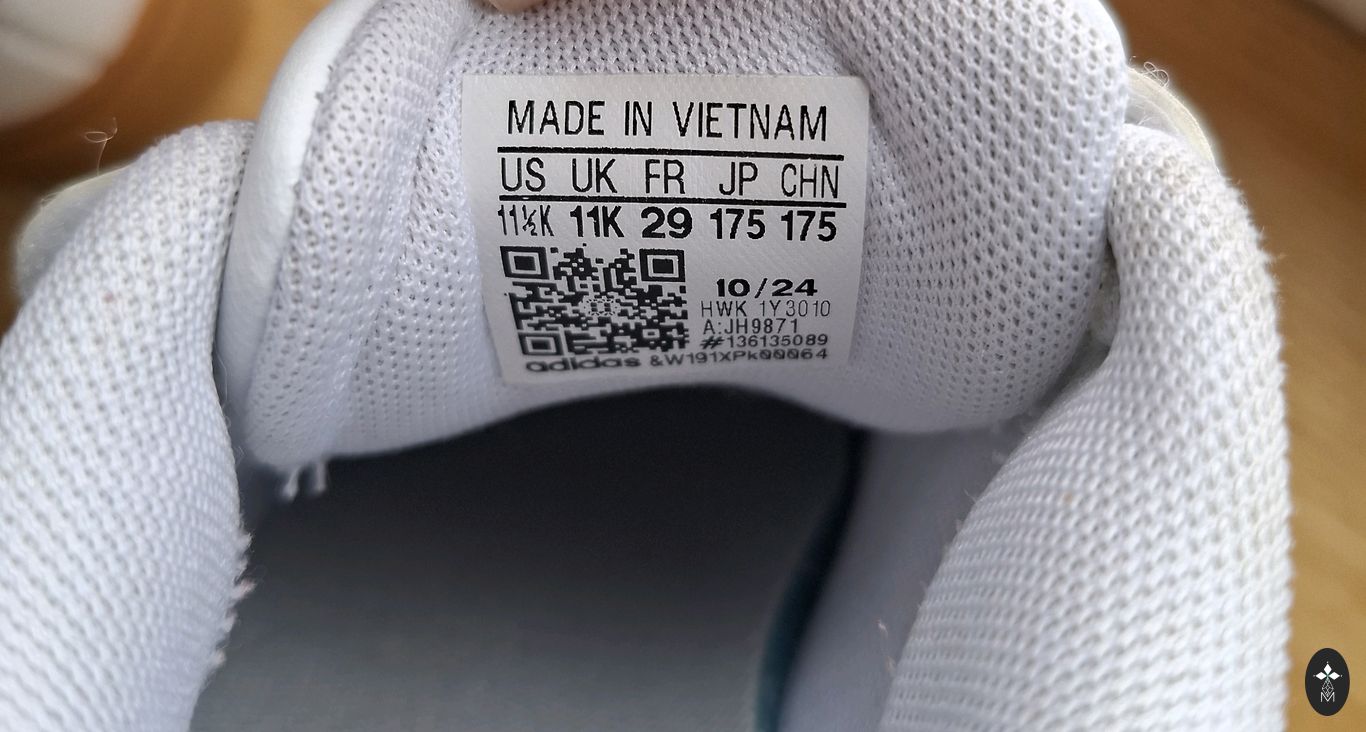 MADE IN VIETNAM
US UK FR JP CHN
11½K 11K 29 175 175
10/24
HWK 1Y3010
A:JH9871
#136135089
adidas &W191XPk00064
M